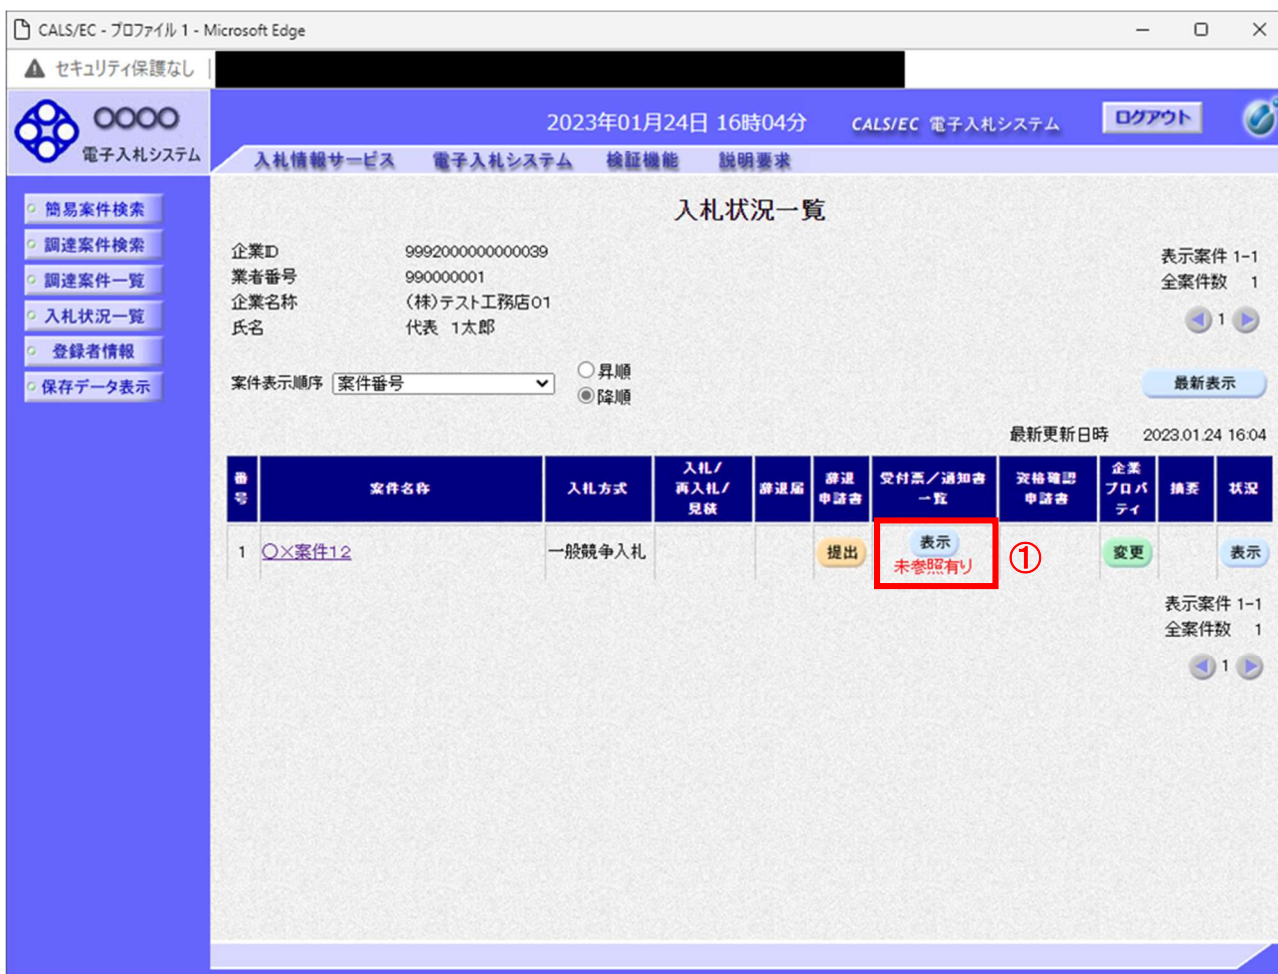 CALS/EC - プロファイル 1 - Microsoft Edge
セキュリティ保護なし
○○○○
電子入札システム
2023年01月24日 16時04分
CALS/EC 電子入札システム
ログアウト
入札情報サービス 電子入札システム 検証機能 説明要求
簡易案件検索
調達案件検索
調達案件一覧
入札状況一覧
登録者情報
保存データ表示
入札状況一覧
企業ID 9992000000000039
業者番号 990000001
企業名称 (株)テスト工務店01
氏名 代表 1太郎
表示案件 1-1
全案件数 1
1
案件表示順序 案件番号
昇順
降順
最新表示
最新更新日時 2023.01.24 16:04
番号 案件名称 入札方式 入札/再入札/見積 辞退届 辞退申請書 受付票/通知書一覧 資格確認申請書 企業プロパティ 摘要 状況
1 ○×案件12 一般競争入札 提出 表示 変更 表示
未参照有り
①
表示案件 1-1
全案件数 1
1